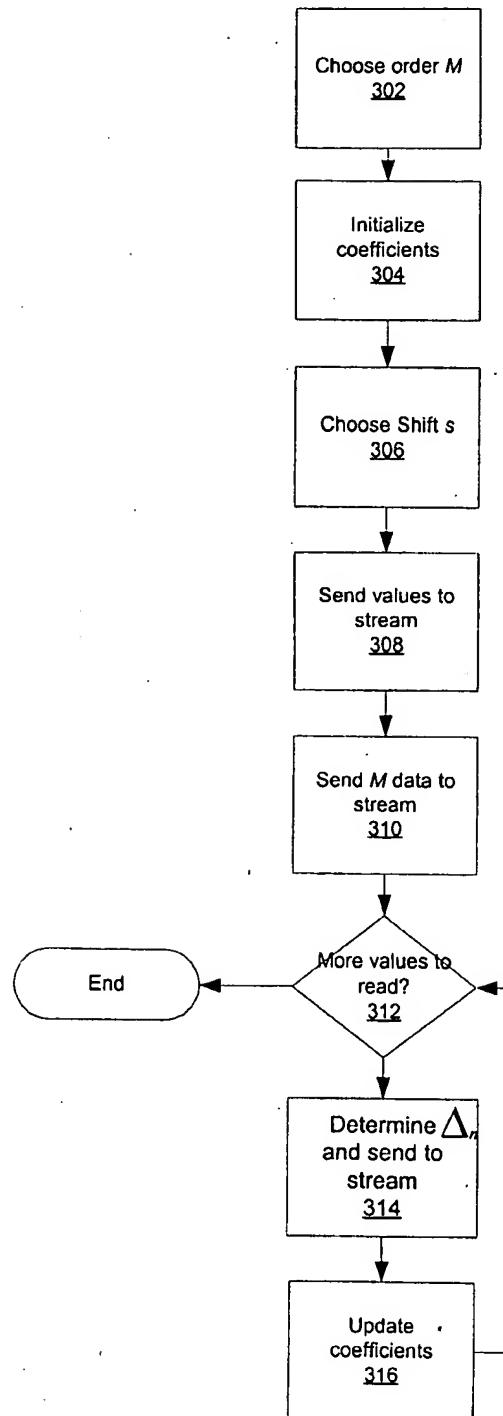 Choose order M
302
Initialize
coefficients
304
Choose Shift s
306
Send values to
stream
308
Send M data to
stream
310
More values to
read?
312
End
Determine Δn
and send to
stream
314
Update
coefficients
316